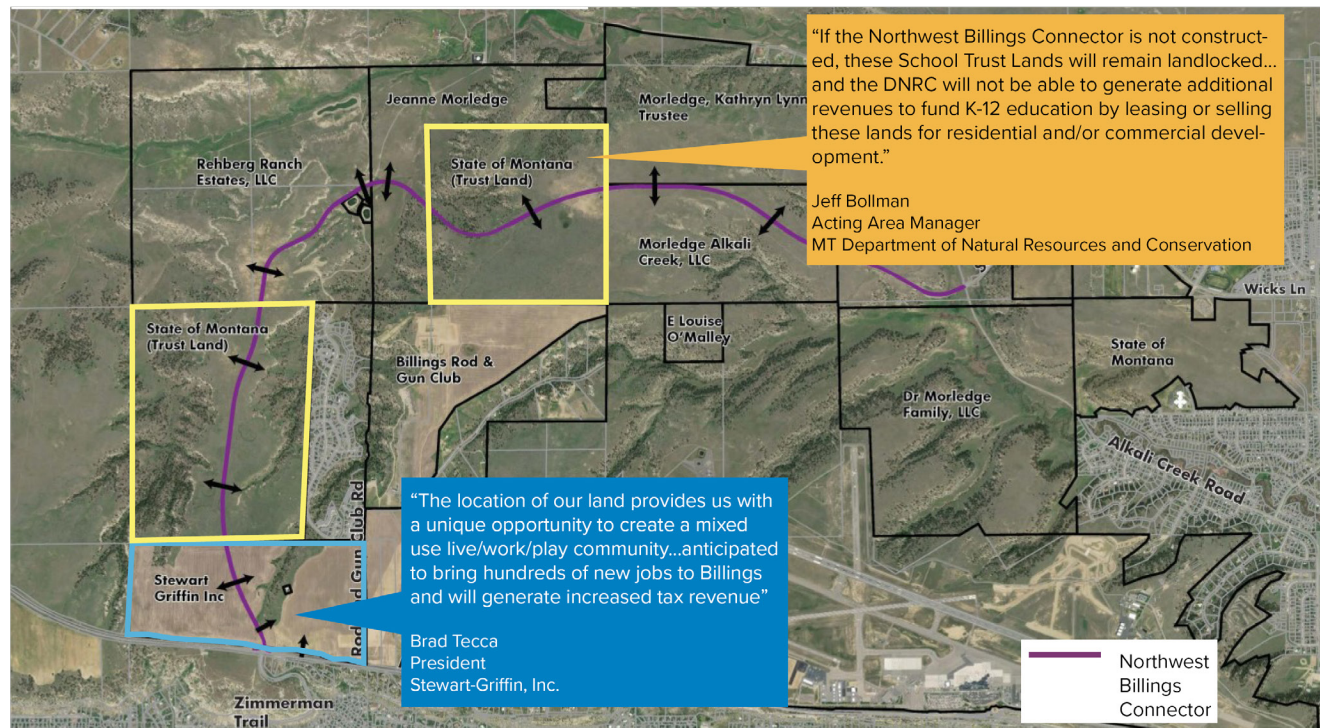 “If the Northwest Billings Connector is not construct-
ed, these School Trust Lands will remain landlocked...
and the DNRC will not be able to generate additional
revenues to fund K-12 education by leasing or selling
these lands for residential and/or commercial devel-
opment.”
Jeff Bollman
Acting Area Manager
MT Department of Natural Resources and Conservation
Jeanne Morledge
Morledge, Kathryn Lynn
Trustee
Rehberg Ranch
Estates, LLC
State of Montana
(Trust Land)
Morledge Alkali
Creek, LLC
Wicks Ln
State of Montana
(Trust Land)
E Louise
O’Malley
Billings Rod &
Gun Club
State of
Montana
Dr Morledge
Family, LLC
Alkali Creek Road
“The location of our land provides us with
a unique opportunity to create a mixed
use live/work/play community...anticipated
to bring hundreds of new jobs to Billings
and will generate increased tax revenue”
Brad Tecca
President
Stewart-Griffin, Inc.
Stewart
Griffin Inc
Gun Club Rd
Zimmerman
Trail
Northwest
Billings
Connector